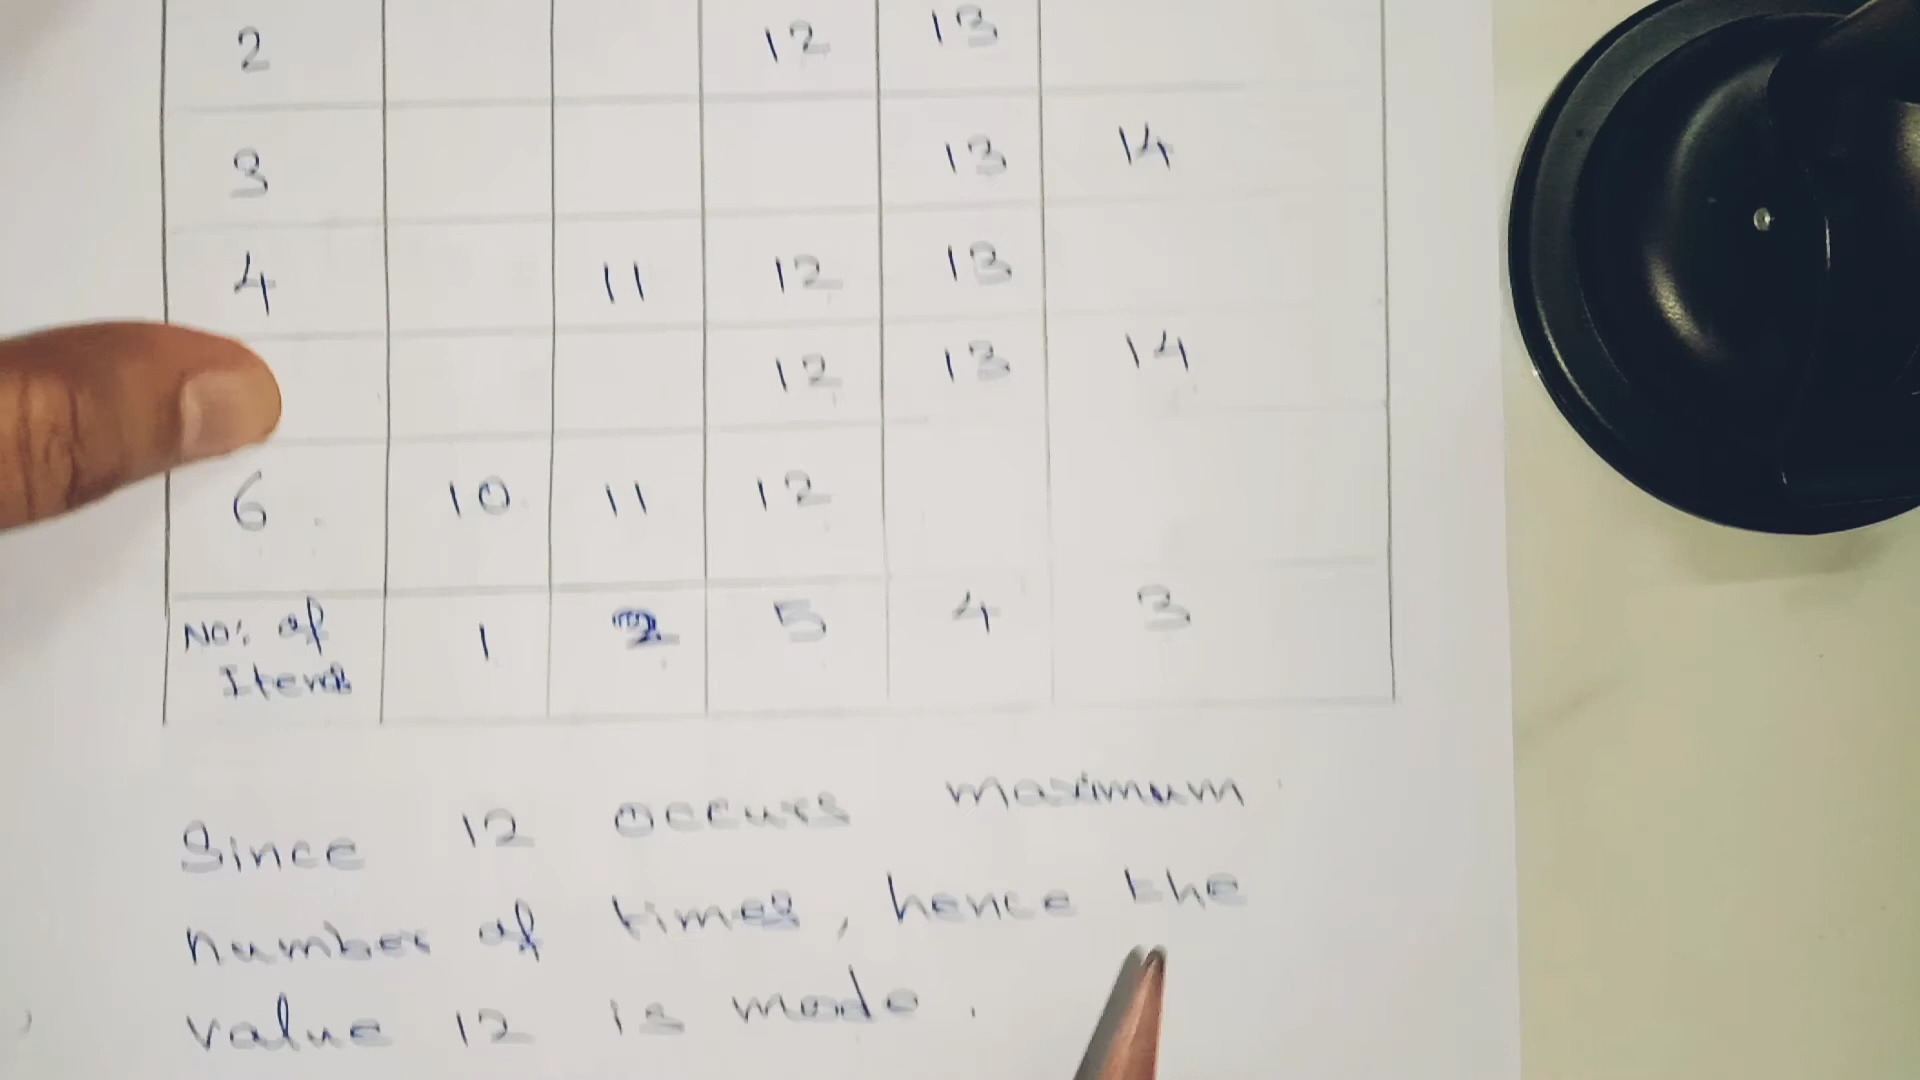 2 12 13
3 13 14
4 11 12 13
12 13 14
6 10 11 12
No: of 1 2 5 4 3
Items
Since 12 occurs maximum
number of times, hence the
value 12 is mode.